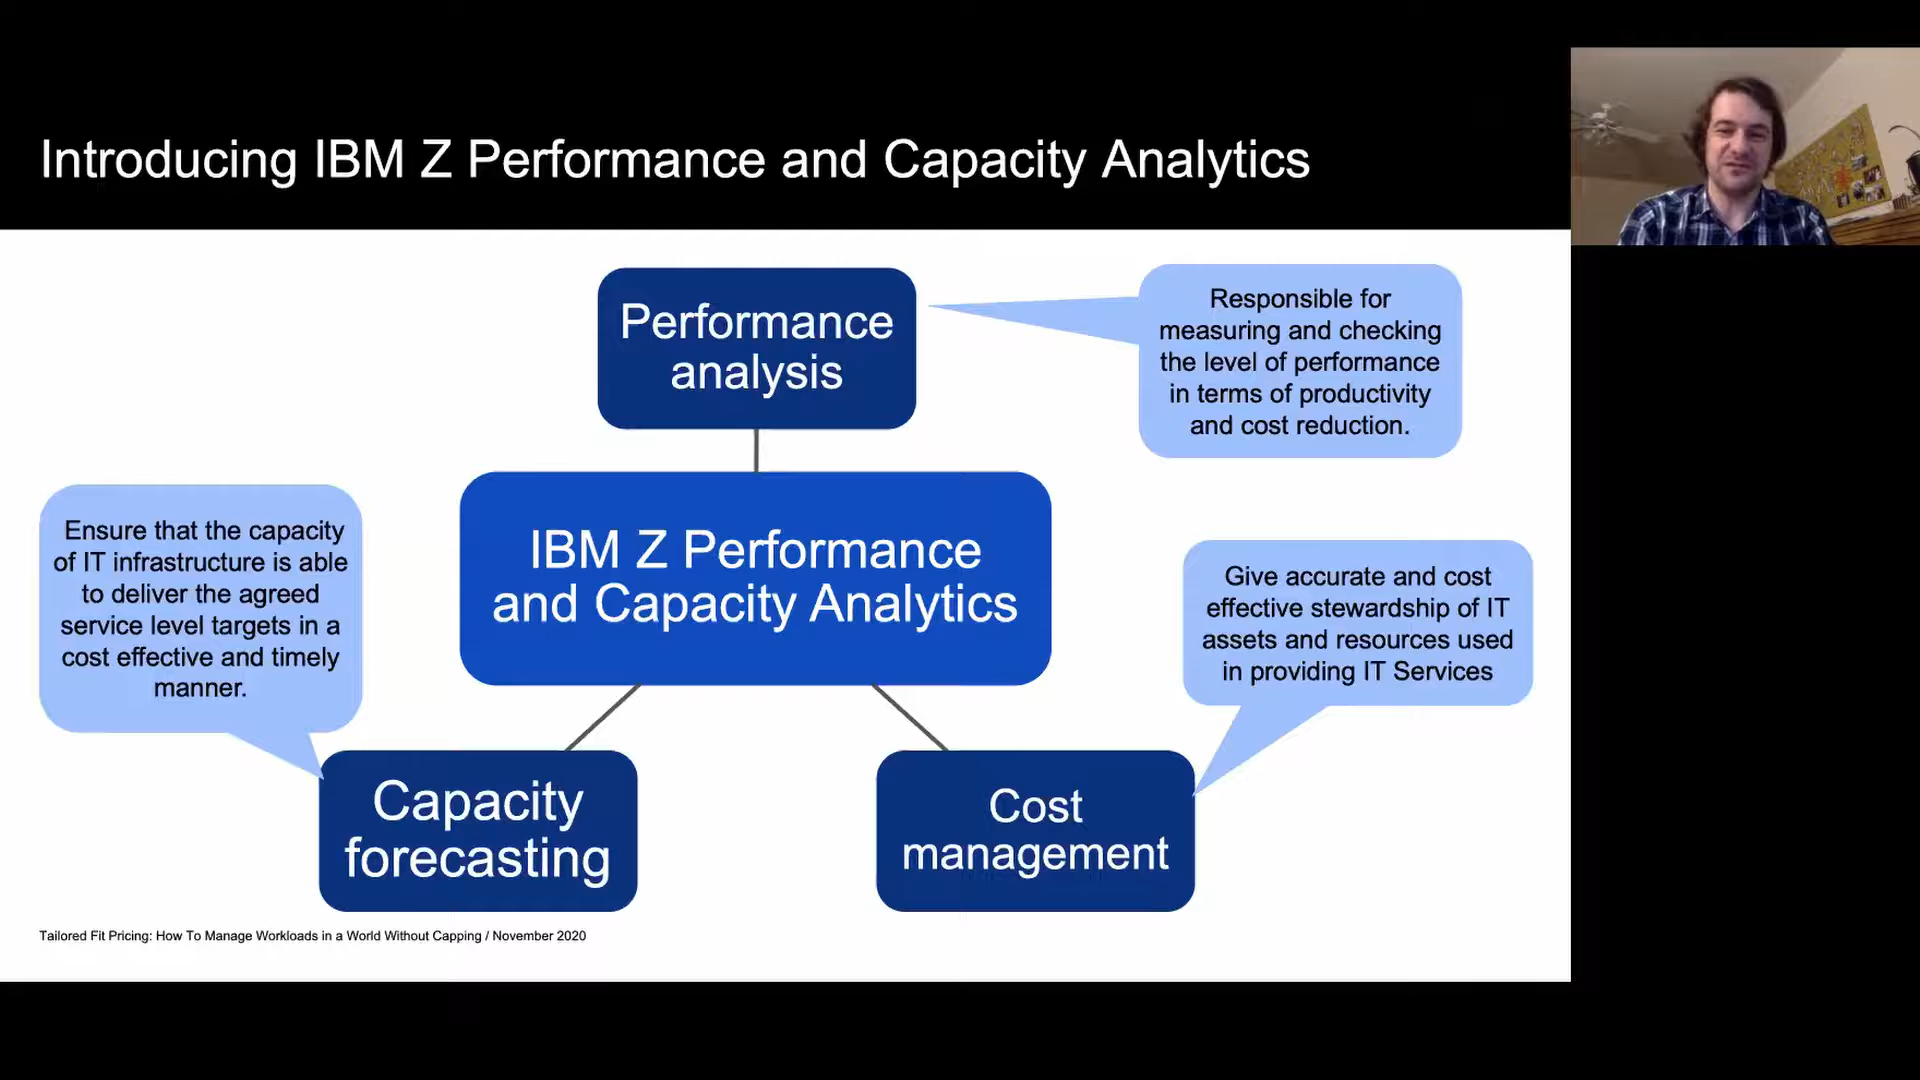 Introducing IBM Z Performance and Capacity Analytics
Performance
analysis
Responsible for
measuring and checking
the level of performance
in terms of productivity
and cost reduction.
Ensure that the capacity
of IT infrastructure is able
to deliver the agreed
service level targets in a
cost effective and timely
manner.
IBM Z Performance
and Capacity Analytics
Give accurate and cost
effective stewardship of IT
assets and resources used
in providing IT Services
Capacity
forecasting
Cost
management
Tailored Fit Pricing: How To Manage Workloads in a World Without Capping / November 2020